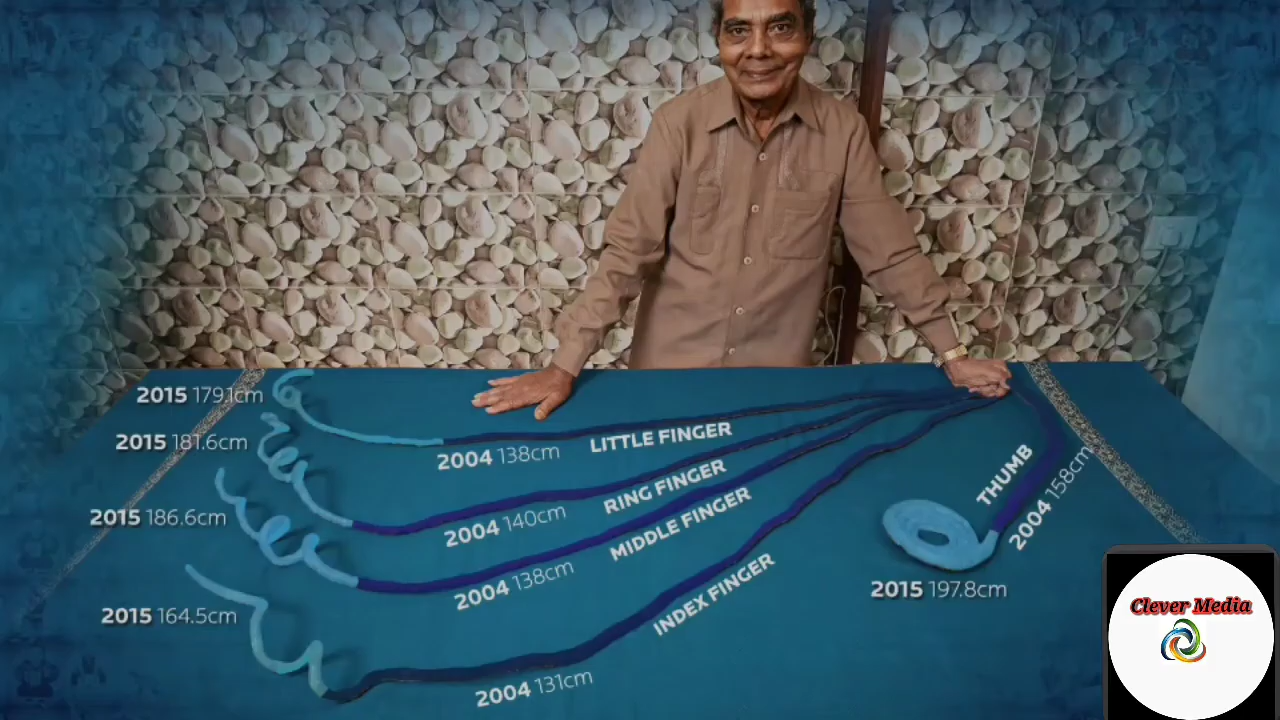 2015 179.1cm
2004 138cm
LITTLE FINGER
2015 181.6cm
2004 140cm
RING FINGER
2015 186.6cm
2004 138cm
MIDDLE FINGER
2015 164.5cm
2004 131cm
INDEX FINGER
THUMB
2004 158cm
2015 197.8cm
Clever Media